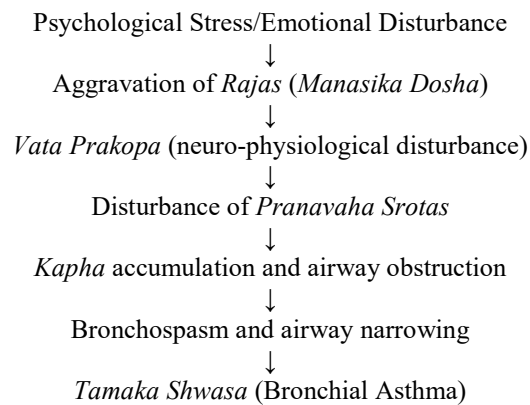 Psychological Stress/Emotional Disturbance
↓
Aggravation of Rajas (Manasika Dosha)
↓
Vata Prakopa (neuro-physiological disturbance)
↓
Disturbance of Pranavaha Srotas
↓
Kapha accumulation and airway obstruction
↓
Bronchospasm and airway narrowing
↓
Tamaka Shwasa (Bronchial Asthma)